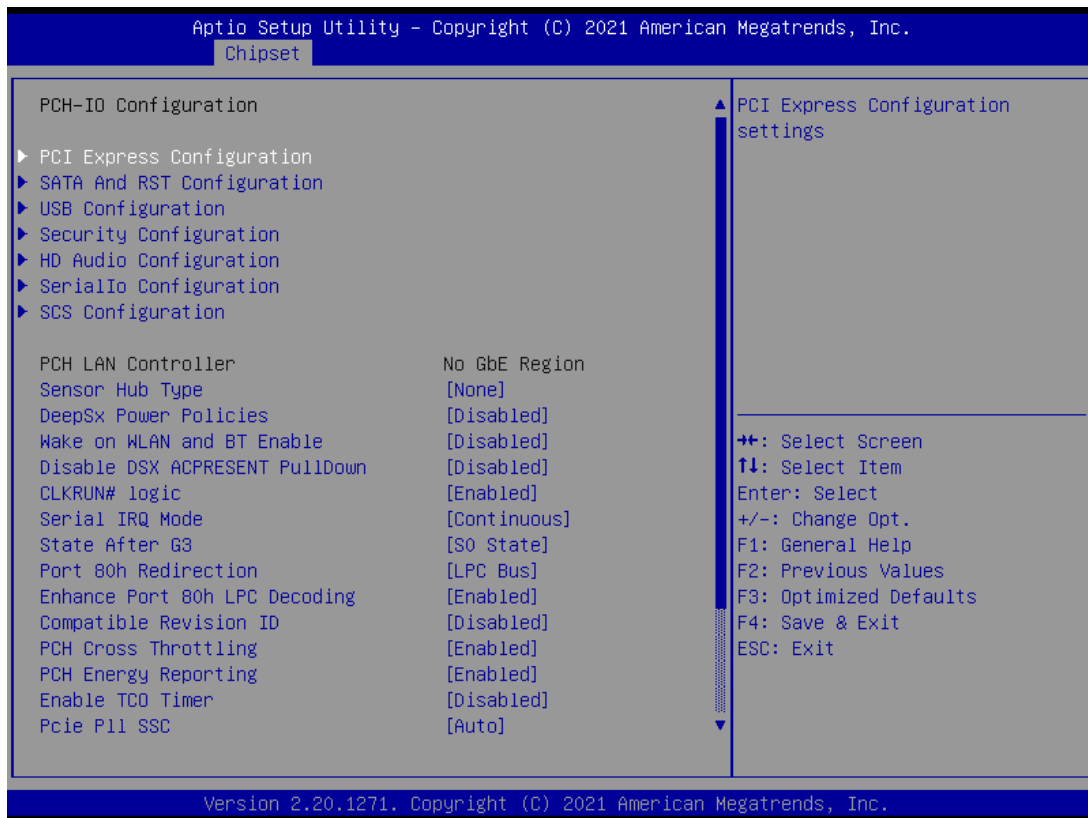 Aptio Setup Utility – Copyright (C) 2021 American Megatrends, Inc.
Chipset
PCH-IO Configuration
▶ PCI Express Configuration
▶ SATA And RST Configuration
▶ USB Configuration
▶ Security Configuration
▶ HD Audio Configuration
▶ SerialIo Configuration
▶ SCS Configuration
PCH LAN Controller No GbE Region
Sensor Hub Type [None]
DeepSx Power Policies [Disabled]
Wake on WLAN and BT Enable [Disabled]
Disable DSX ACPRESENT PullDown [Disabled]
CLKRUN# logic [Enabled]
Serial IRQ Mode [Continuous]
State After G3 [S0 State]
Port 80h Redirection [LPC Bus]
Enhance Port 80h LPC Decoding [Enabled]
Compatible Revision ID [Disabled]
PCH Cross Throttling [Enabled]
PCH Energy Reporting [Enabled]
Enable TCO Timer [Disabled]
Pcie Pll SSC [Auto]
PCI Express Configuration
settings
→←: Select Screen
↑↓: Select Item
Enter: Select
+/-: Change Opt.
F1: General Help
F2: Previous Values
F3: Optimized Defaults
F4: Save & Exit
ESC: Exit
Version 2.20.1271. Copyright (C) 2021 American Megatrends, Inc.